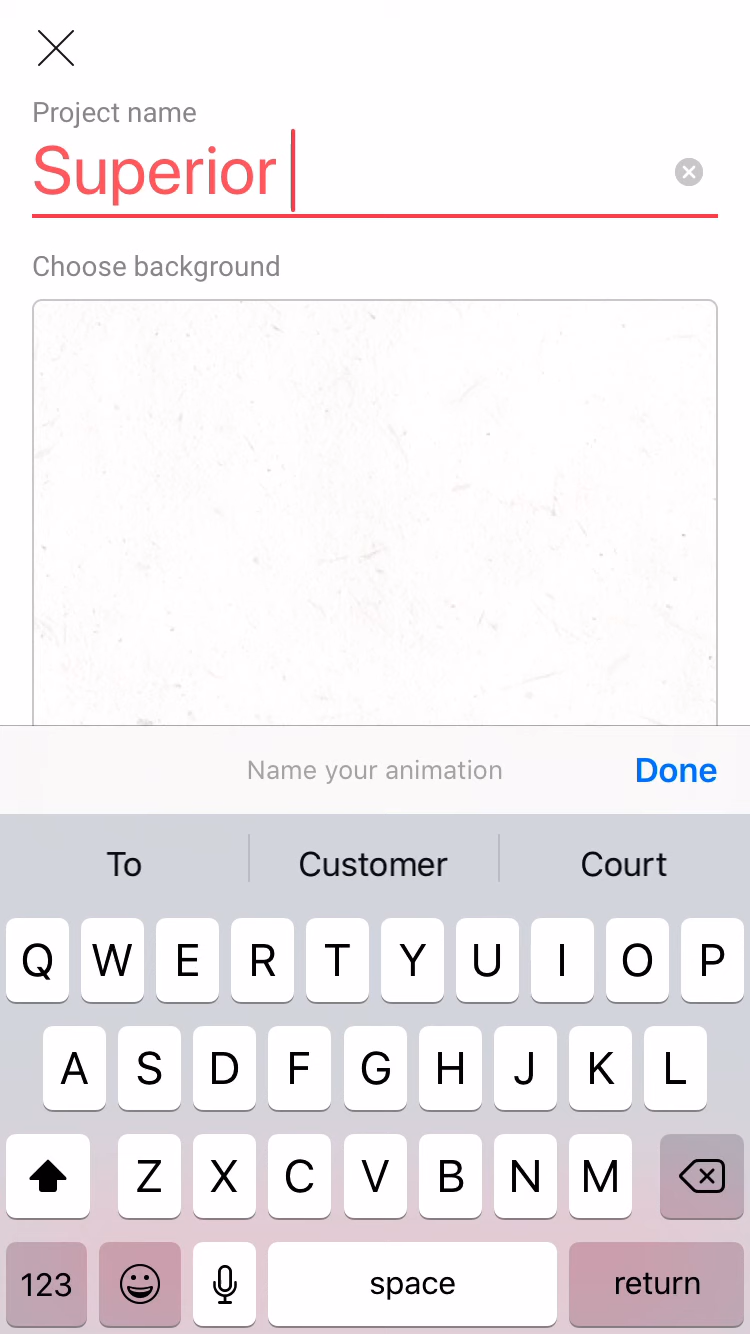 Project name
Superior
Choose background
Name your animation Done
To Customer Court
Q W E R T Y U I O P
A S D F G H J K L
Z X C V B N M
123 space return